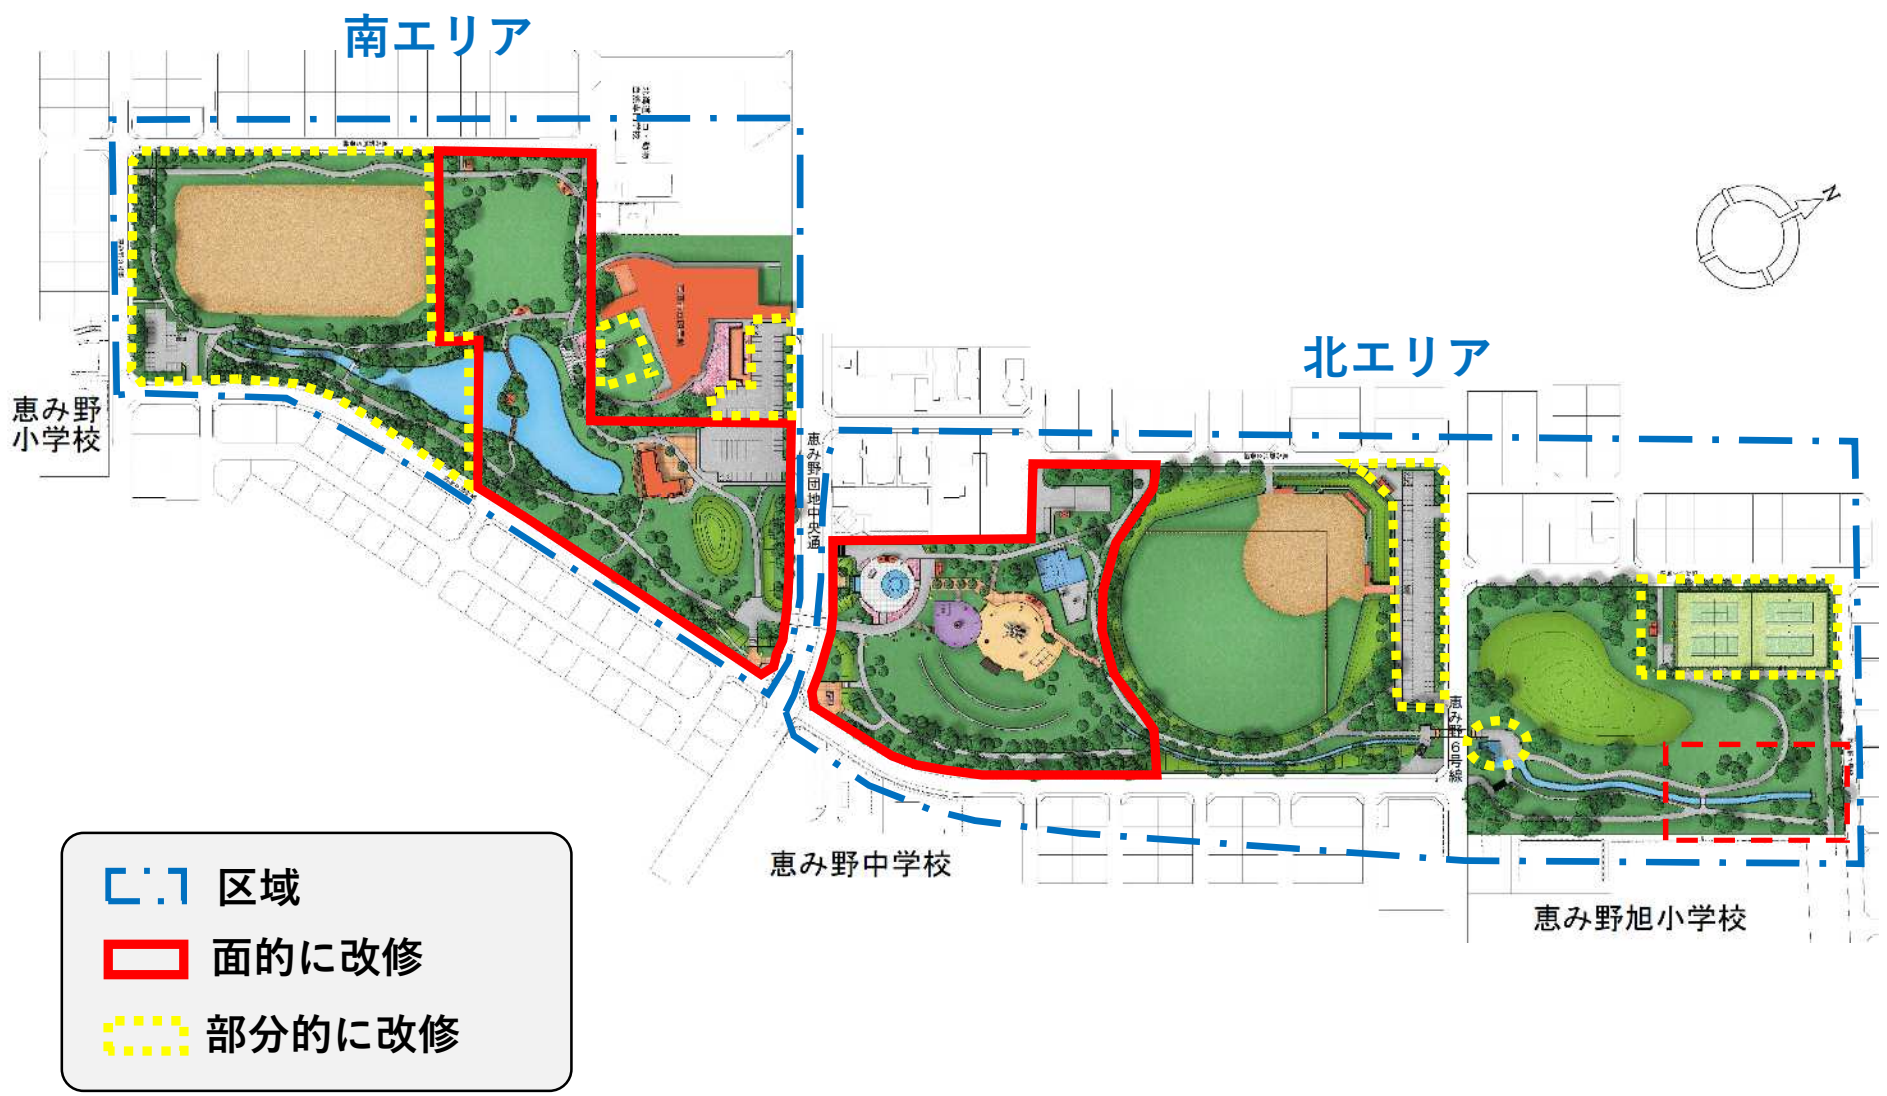 南エリア
北エリア
N
恵み野
小学校
恵み野団地中央通
恵み野6号線
恵み野中学校
恵み野旭小学校
区域
面的に改修
部分的に改修